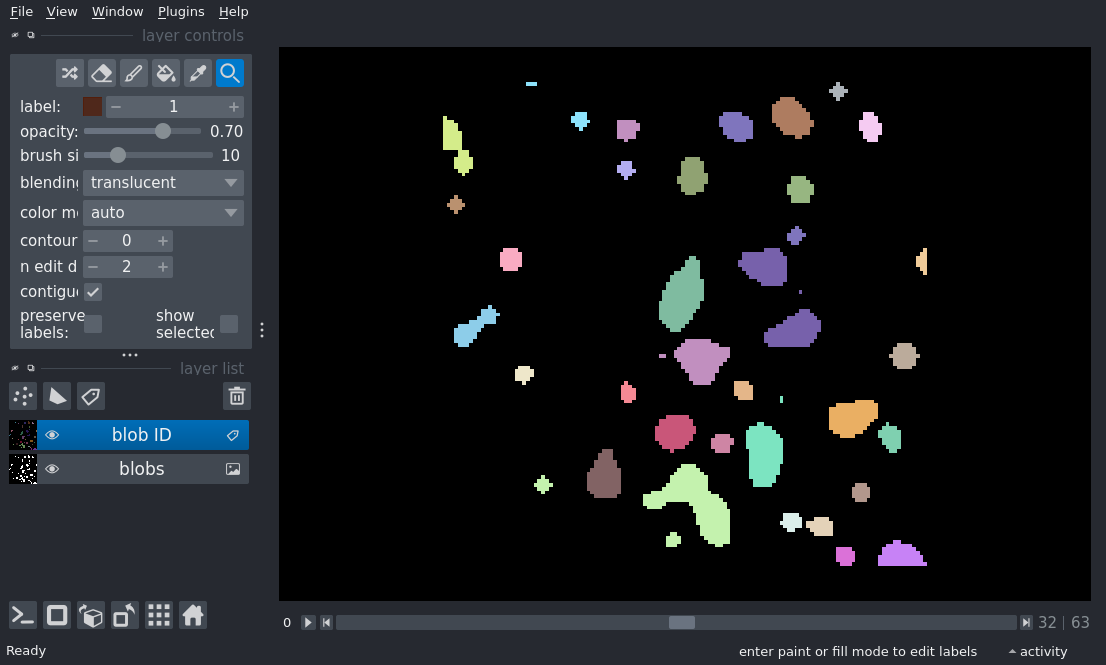 File View Window Plugins Help
layer controls
label: 1
opacity: 0.70
brush si 10
blending translucent
color m auto
contour 0
n edit d 2
contigu
preserve labels: show selected
layer list
blob ID
blobs
0 32 | 63
Ready enter paint or fill mode to edit labels activity